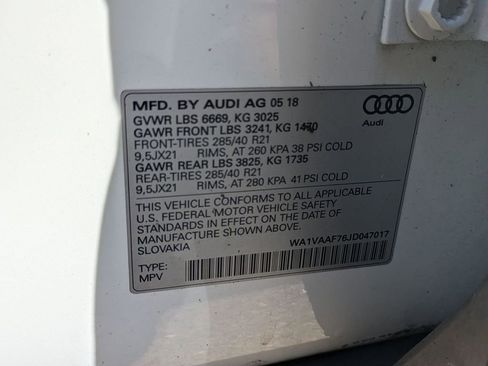 MFD. BY AUDI AG 05 18
GVWR LBS 6669, KG 3025
GAWR FRONT LBS 3241, KG 1470
FRONT-TIRES 285/40 R21
9,5JX21 RIMS, AT 260 KPA 38 PSI COLD
GAWR REAR LBS 3825, KG 1735
REAR-TIRES 285/40 R21
9,5JX21 RIMS, AT 280 KPA 41 PSI COLD
Audi
THIS VEHICLE CONFORMS TO ALL APPLICABLE
U.S. FEDERAL MOTOR VEHICLE SAFETY
STANDARDS IN EFFECT ON THE DATE OF
MANUFACTURE SHOWN ABOVE.
SLOVAKIA
WA1VAAF76JD047017
TYPE:
MPV